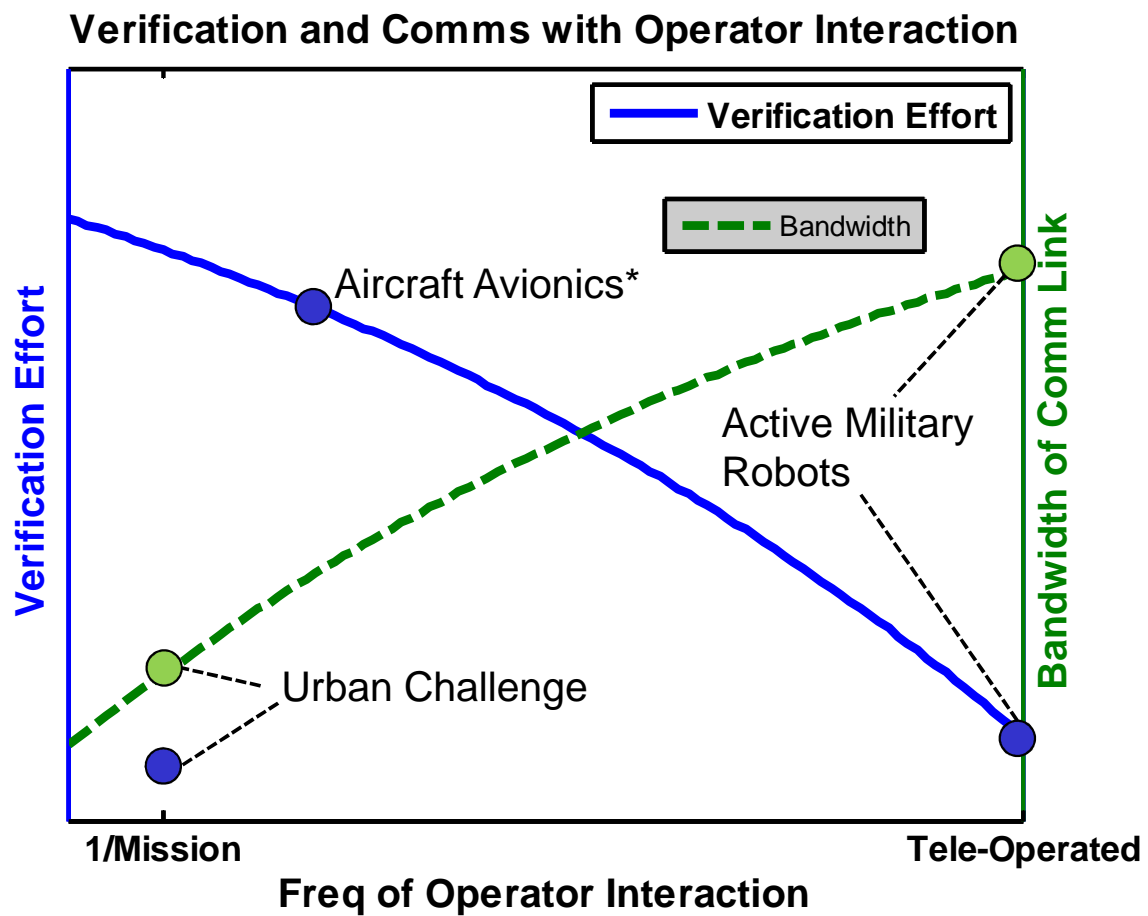 Verification and Comms with Operator Interaction
Verification Effort
Bandwidth
Aircraft Avionics*
Active Military
Robots
Urban Challenge
Verification Effort
Bandwidth of Comm Link
1/Mission
Tele-Operated
Freq of Operator Interaction